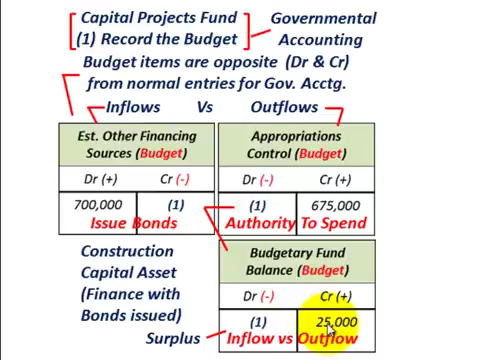 Capital Projects Fund
(1) Record the Budget
Governmental
Accounting
Budget items are opposite (Dr & Cr)
from normal entries for Gov. Acctg.
Inflows Vs Outflows
Est. Other Financing
Sources (Budget)
Dr (+) Cr (-)
700,000 (1)
Issue Bonds
Appropriations
Control (Budget)
Dr (-) Cr (+)
(1) 675,000
Authority To Spend
Construction
Capital Asset
(Finance with
Bonds issued)
Budgetary Fund
Balance (Budget)
Dr (-) Cr (+)
(1) 25,000
Surplus Inflow vs Outflow